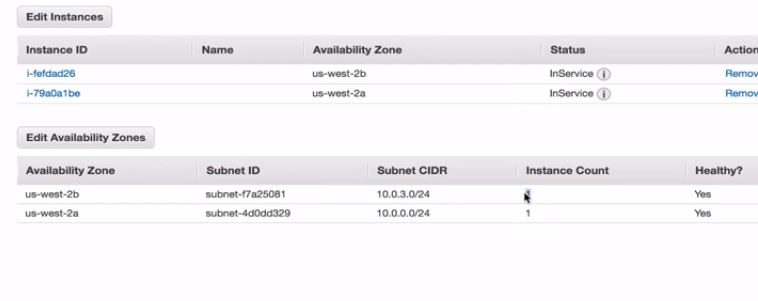 Edit Instances
Instance ID Name Availability Zone Status Action
i-fefdad26 us-west-2b InService Remov
i-79a0a1be us-west-2a InService Remov
Edit Availability Zones
Availability Zone Subnet ID Subnet CIDR Instance Count Healthy?
us-west-2b subnet-f7a25081 10.0.3.0/24 Yes
us-west-2a subnet-4d0dd329 10.0.0.0/24 1 Yes